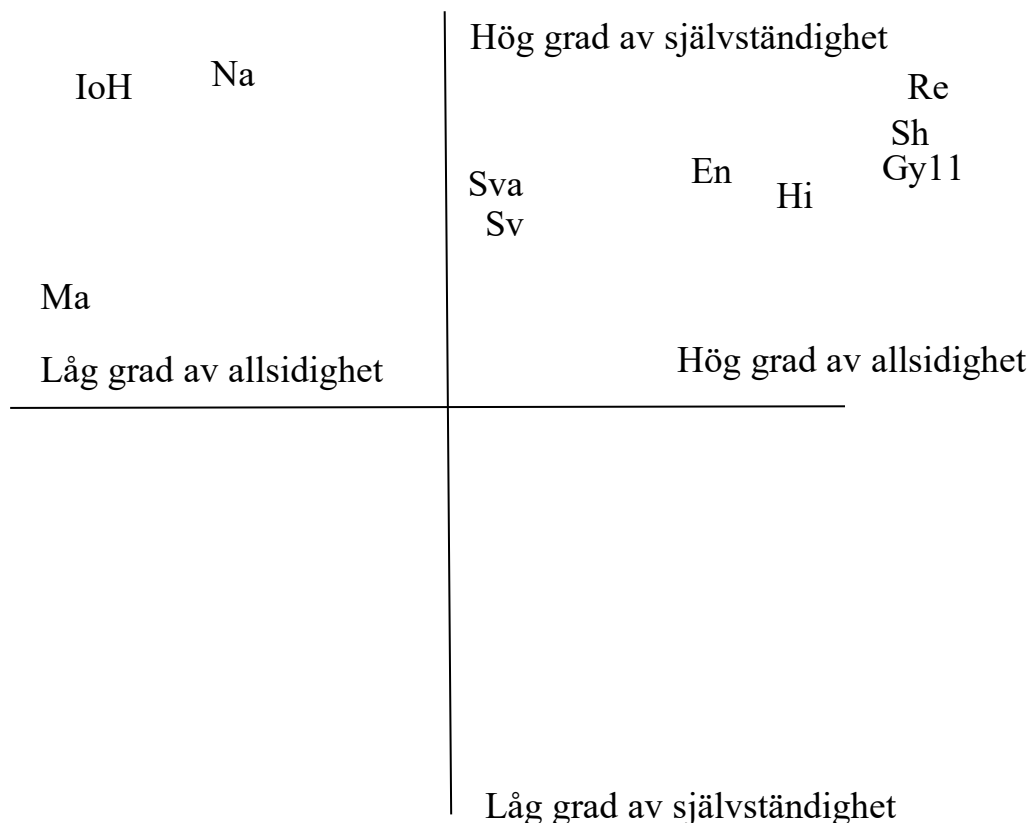 Hög grad av självständighet
IoH
Na
Re
Sh
Gy11
En
Hi
Sva
Sv
Ma
Låg grad av allsidighet
Hög grad av allsidighet
Låg grad av självständighet